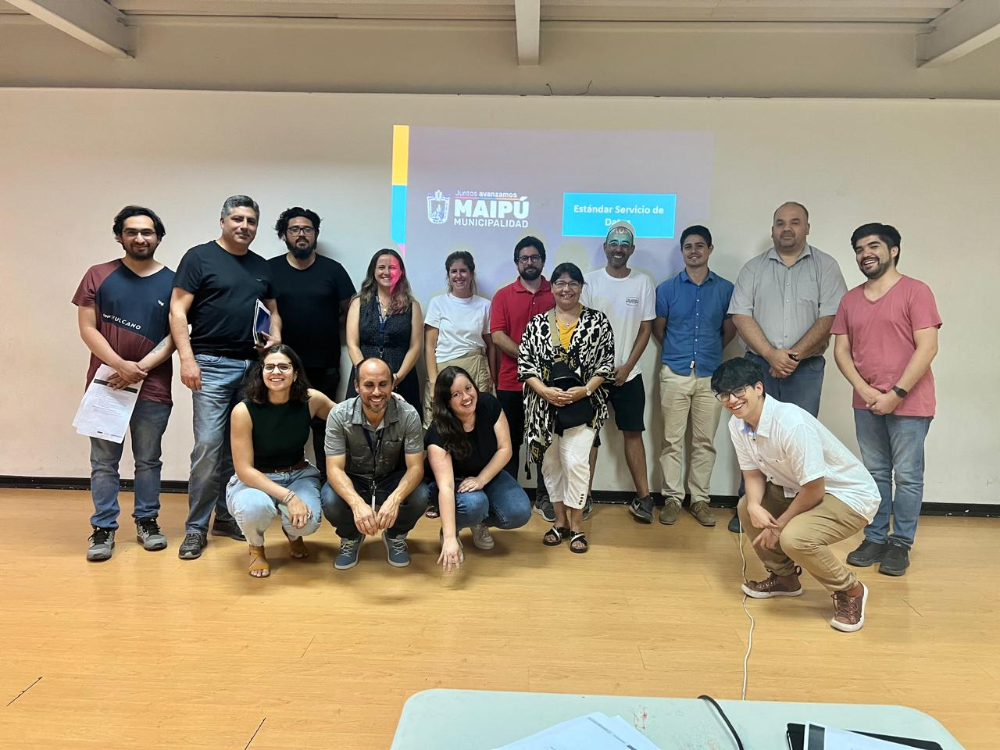 Juntos avanzamos
MAIPÚ
MUNICIPALIDAD
Estándar Servicio de
VULCANO